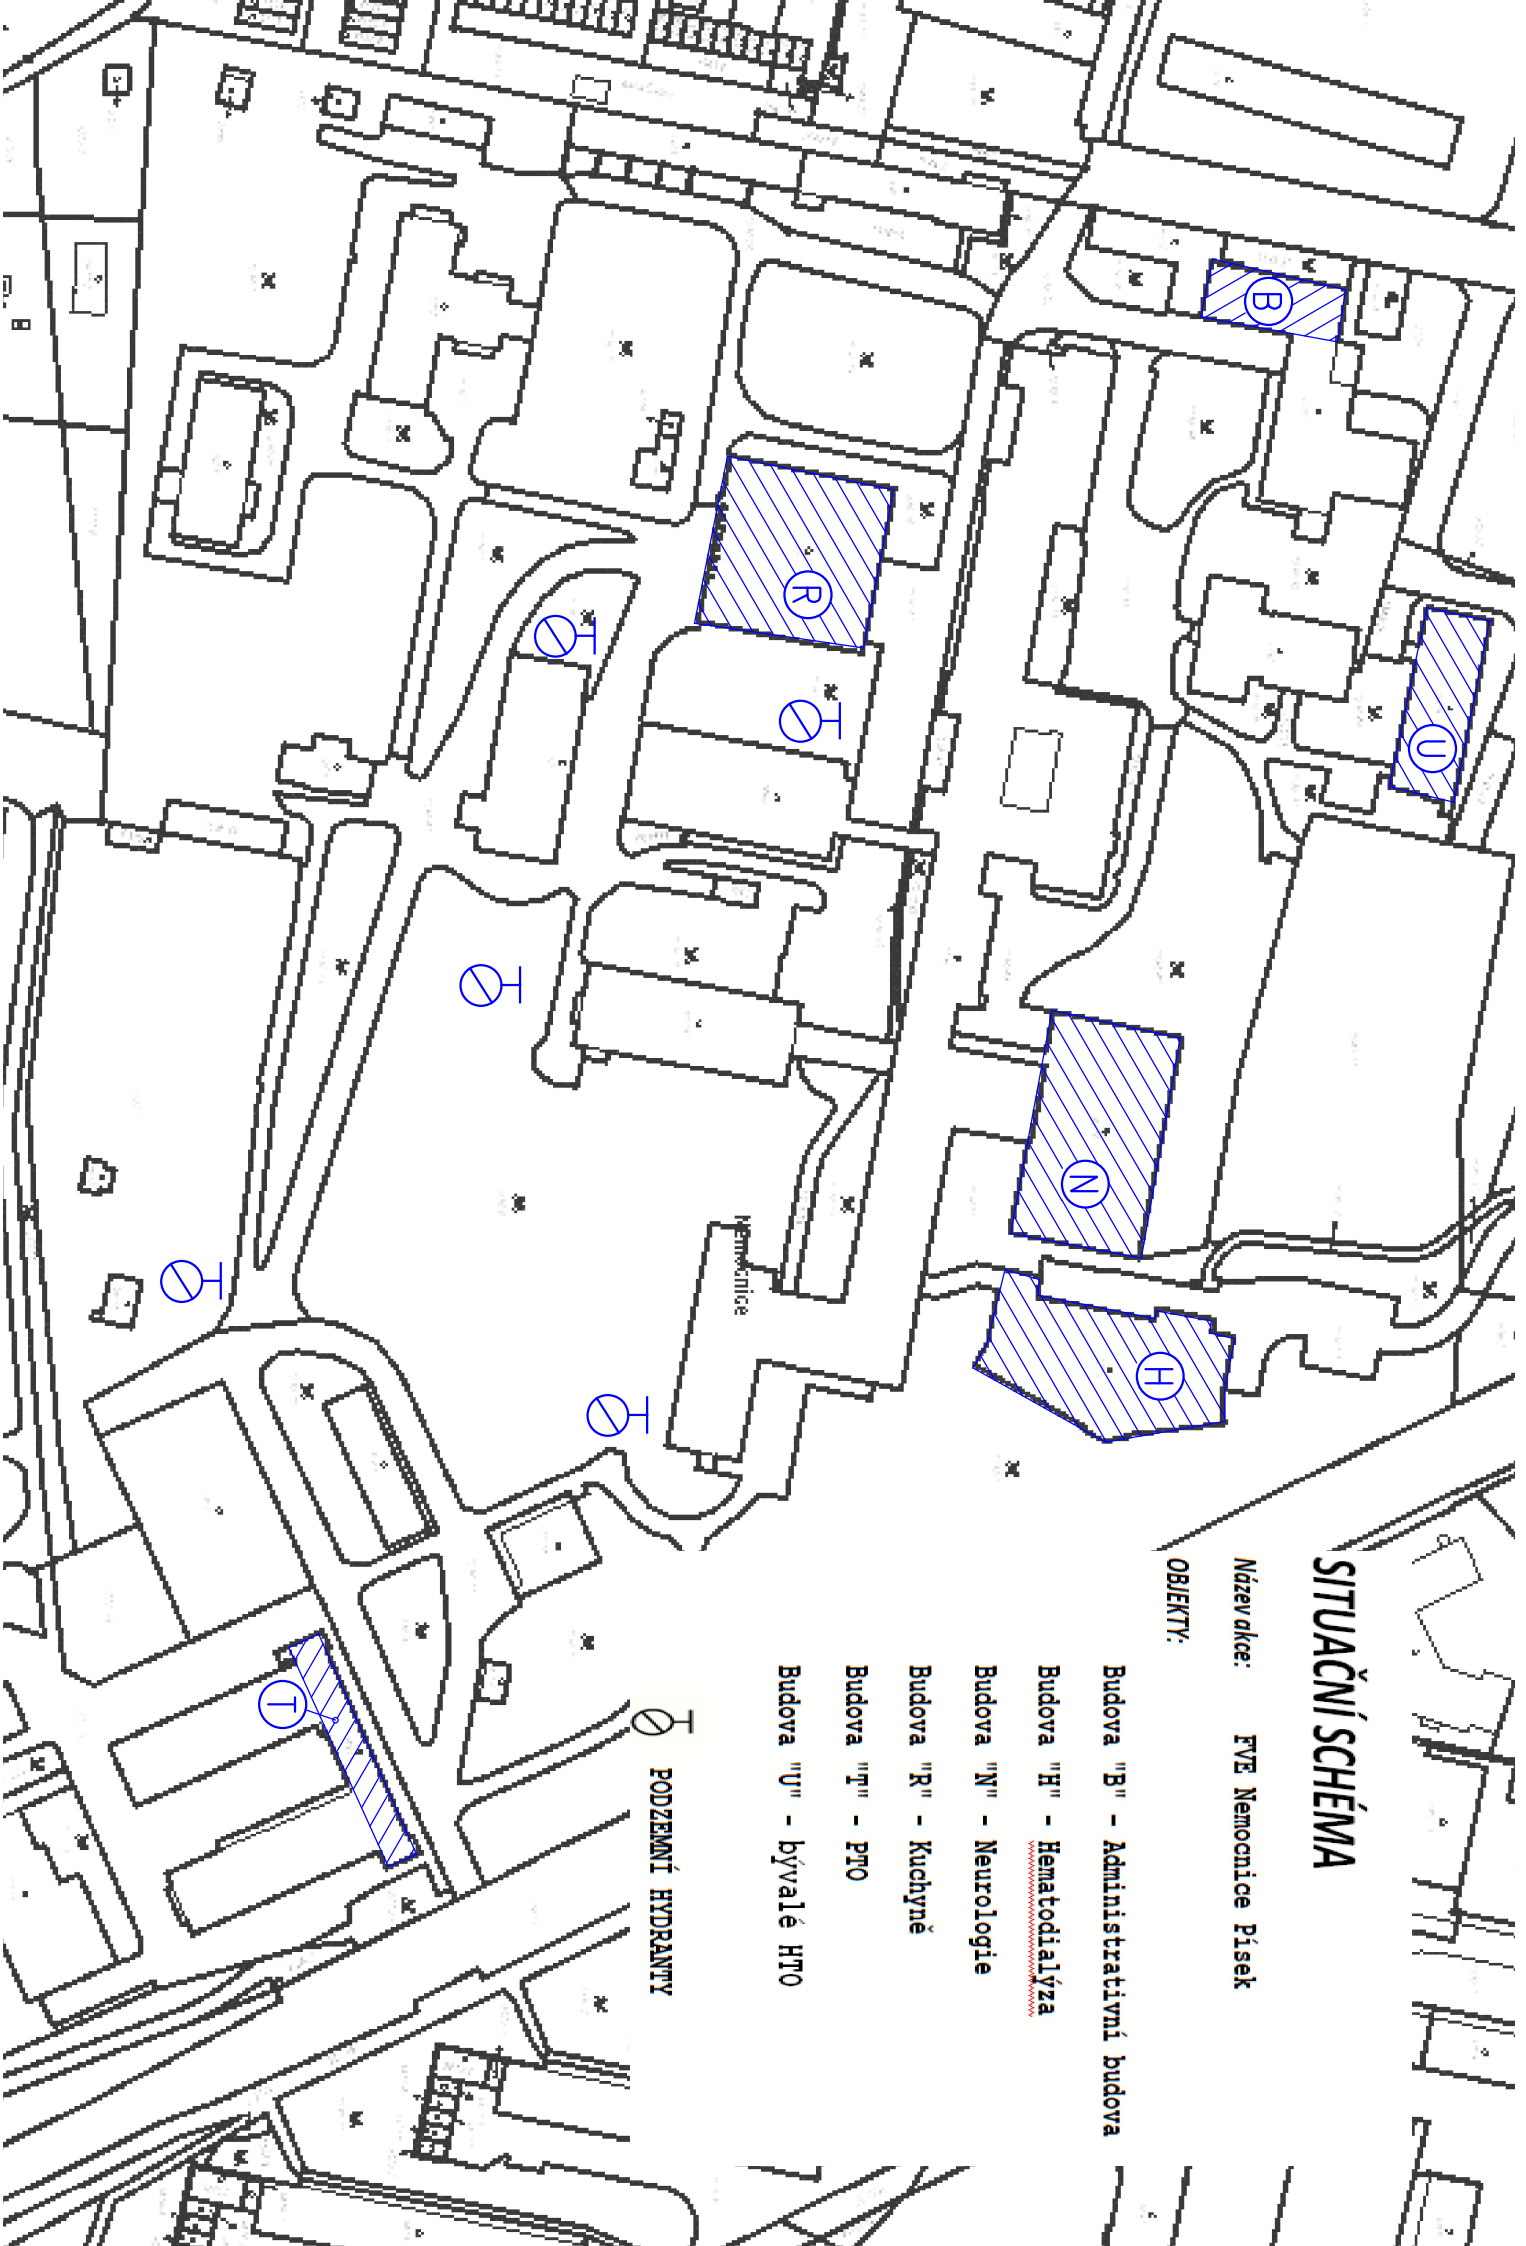 SITUAČNÍ SCHÉMA
Název akce: FVE Nemocnice Písek
OBJEKTY:
Budova "B" - Administrativní budova
Budova "H" - Hematodialýza
Budova "N" - Neurologie
Budova "R" - Kuchyně
Budova "T" - PTO
Budova "U" - bývalé HTO
PODZEMNÍ HYDRANTY
B
U
R
N
H
T
Nemocnice